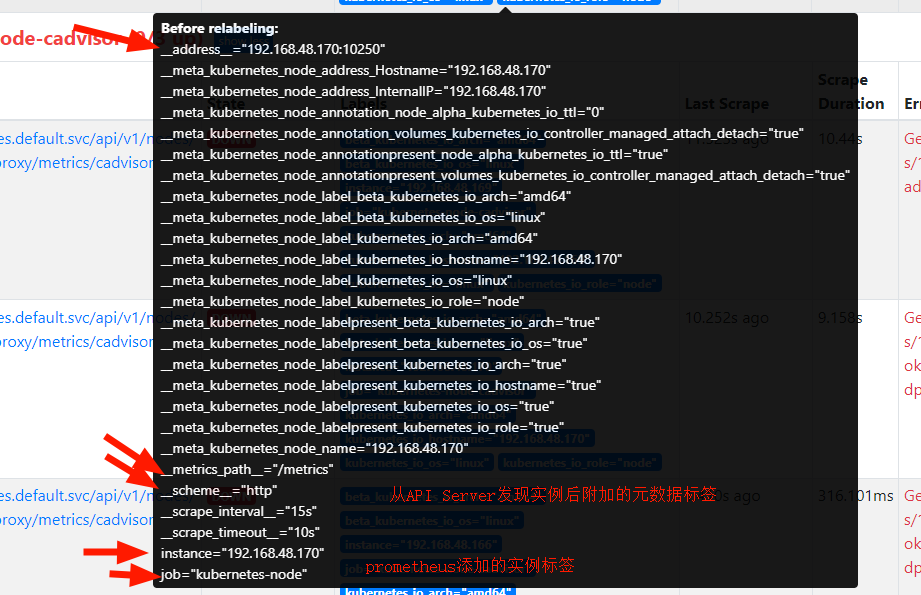 Before relabeling:
__address__="192.168.48.170:10250"
__meta_kubernetes_node_address_Hostname="192.168.48.170"
__meta_kubernetes_node_address_InternalIP="192.168.48.170"
__meta_kubernetes_node_annotation_node_alpha_kubernetes_io_ttl="0"
__meta_kubernetes_node_annotation_volumes_kubernetes_io_controller_managed_attach_detach="true"
__meta_kubernetes_node_annotationpresent_node_alpha_kubernetes_io_ttl="true"
__meta_kubernetes_node_annotationpresent_volumes_kubernetes_io_controller_managed_attach_detach="true"
__meta_kubernetes_node_label_beta_kubernetes_io_arch="amd64"
__meta_kubernetes_node_label_beta_kubernetes_io_os="linux"
__meta_kubernetes_node_label_kubernetes_io_arch="amd64"
__meta_kubernetes_node_label_kubernetes_io_hostname="192.168.48.170"
__meta_kubernetes_node_label_kubernetes_io_os="linux"
__meta_kubernetes_node_label_kubernetes_io_role="node"
__meta_kubernetes_node_labelpresent_beta_kubernetes_io_arch="true"
__meta_kubernetes_node_labelpresent_beta_kubernetes_io_os="true"
__meta_kubernetes_node_labelpresent_kubernetes_io_arch="true"
__meta_kubernetes_node_labelpresent_kubernetes_io_hostname="true"
__meta_kubernetes_node_labelpresent_kubernetes_io_os="true"
__meta_kubernetes_node_labelpresent_kubernetes_io_role="true"
__meta_kubernetes_node_name="192.168.48.170"
__metrics_path__="/metrics"
__scheme__="http"
从API Server发现实例后附加的元数据标签
__scrape_interval__="15s"
__scrape_timeout__="10s"
instance="192.168.48.170"
prometheus添加的实例标签
job="kubernetes-node"
ode-cadvisor
State
Labels
Last Scrape
Scrape Duration
es.default.svc/api/v1/nodes/
proxy/metrics/cadvisor
10.44s
es.default.svc/api/v1/nodes/
proxy/metrics/cadvisor
10.252s ago
9.158s
es.default.svc/api/v1/nodes/
proxy/metrics/cadvisor
316.101ms
kubernetes_io_role="node"
kubernetes_io_hostname="192.168.48.170"
kubernetes_io_os="linux"
kubernetes_io_role="node"
beta_kubernetes_io_os="linux"
kubernetes_io_arch="amd64"